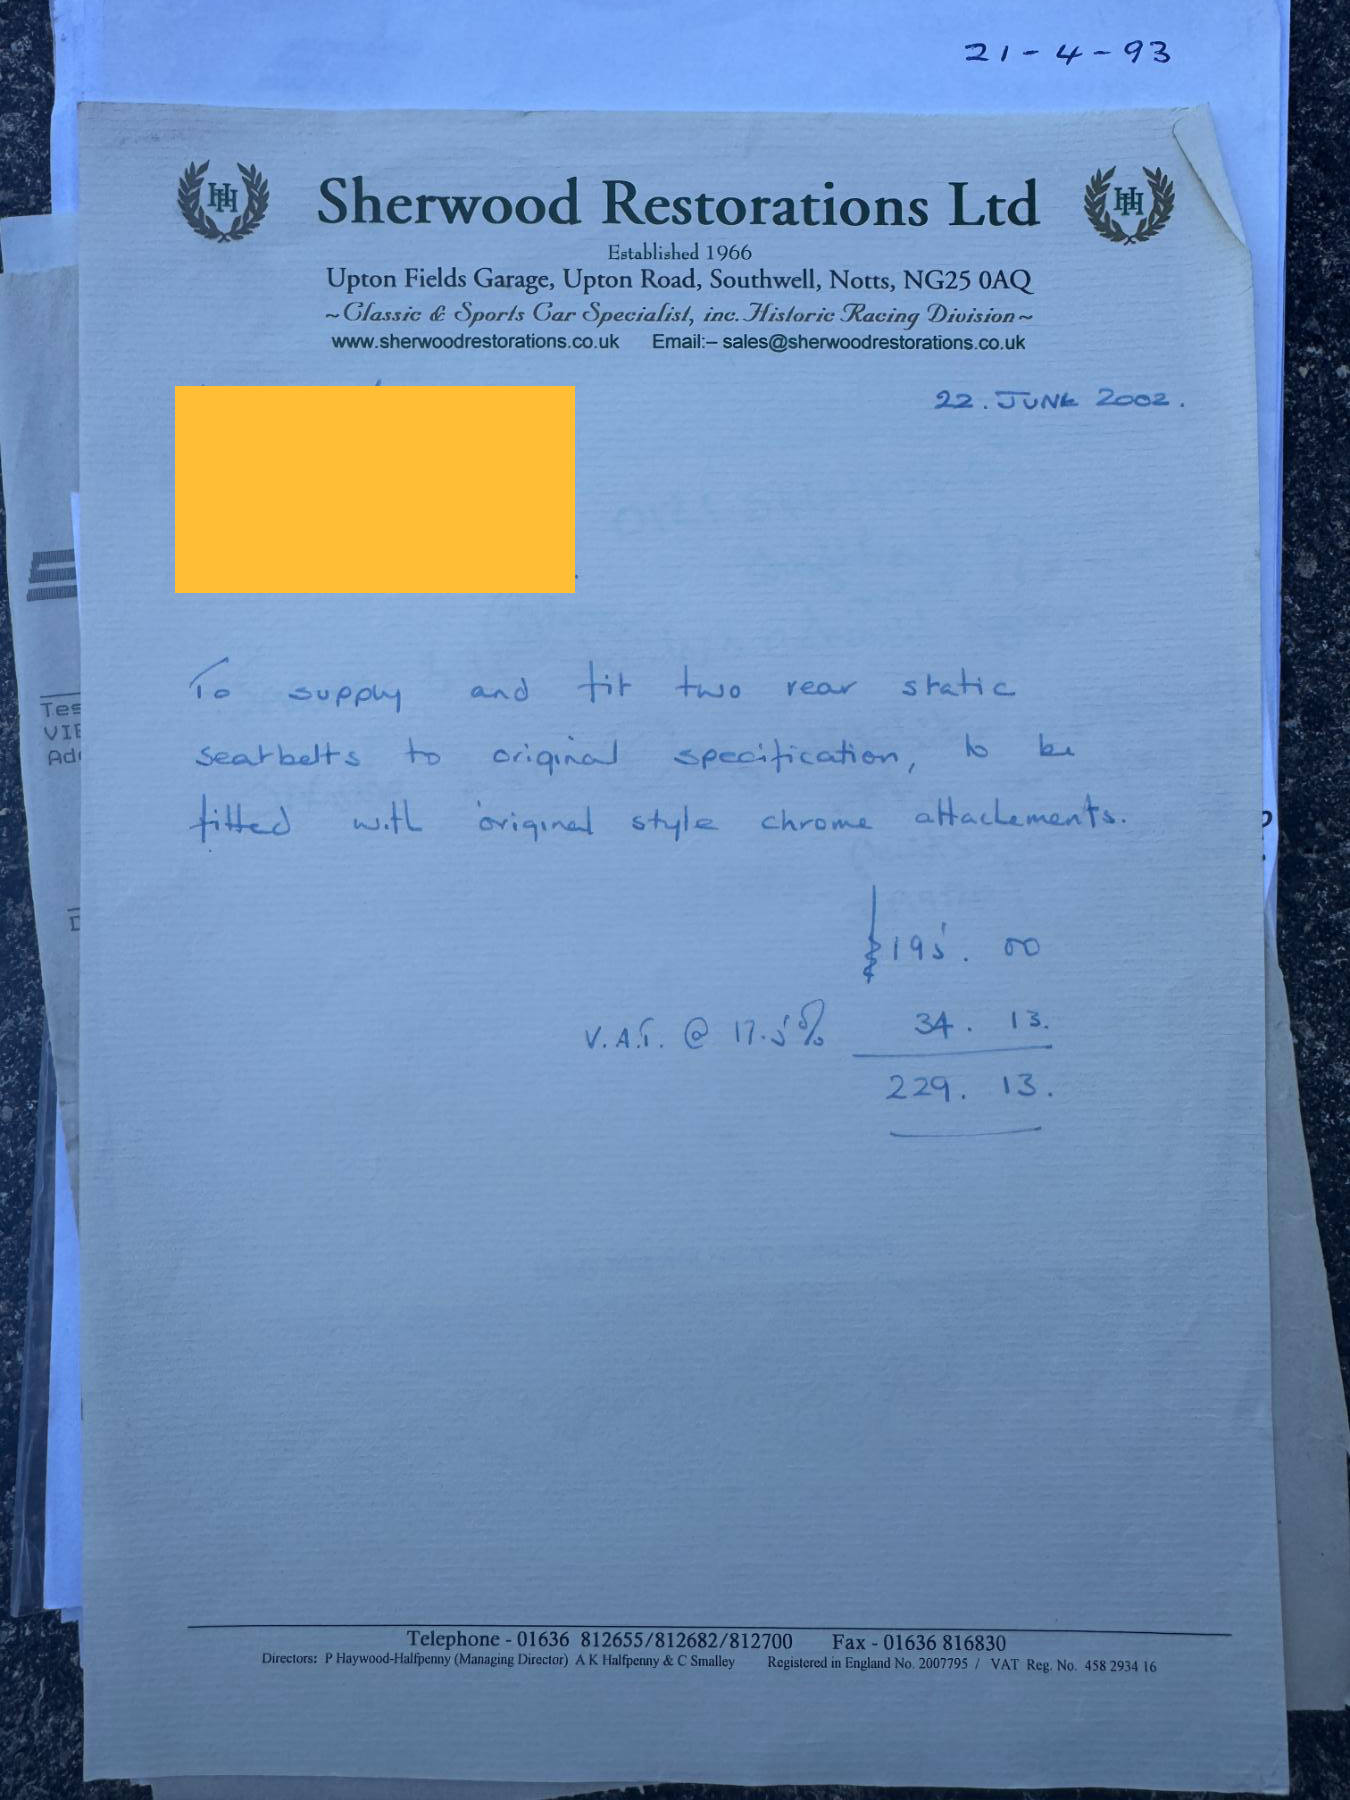 21-4-93
Sherwood Restorations Ltd
Established 1966
Upton Fields Garage, Upton Road, Southwell, Notts, NG25 0AQ
~Classic & Sports Car Specialist, inc. Historic Racing Division~
www.sherwoodrestorations.co.uk Email:– sales@sherwoodrestorations.co.uk
22. JUNE 2002.
To supply and fit two rear static
seatbelts to original specification, to be
fitted with original style chrome attachements.
£195. 00
V.A.T. @ 17.5% 34. 13.
229. 13.
Tes
VIE
Telephone - 01636 812655/812682/812700 Fax - 01636 816830
Directors: P Haywood-Halfpenny (Managing Director) A K Halfpenny & C Smalley Registered in England No. 2007795 / VAT Reg. No. 458 2934 16